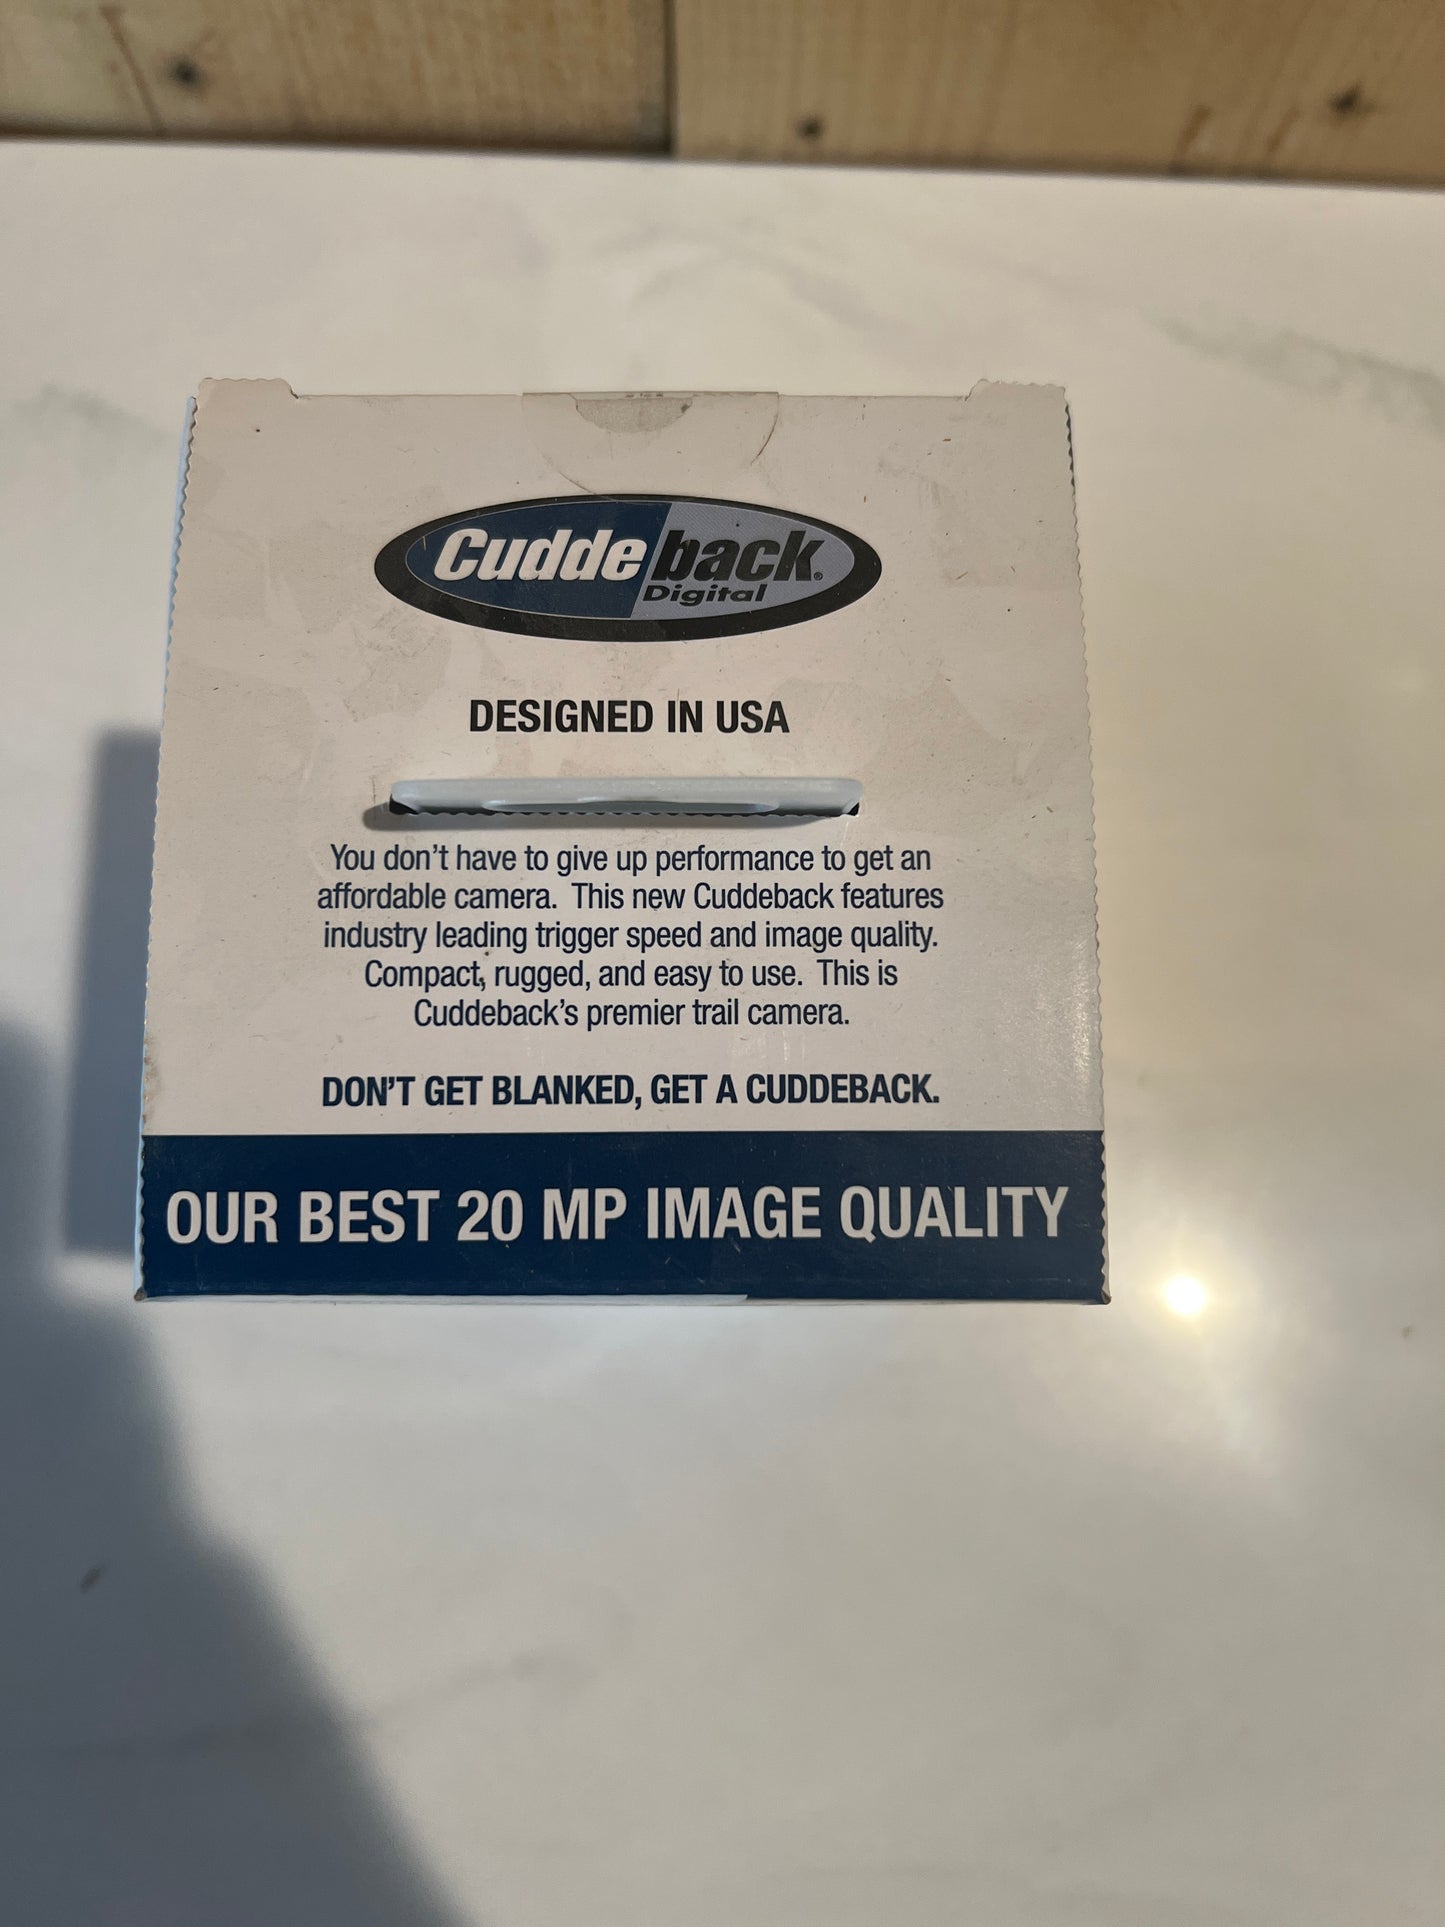 Cuddeback®
Digital
DESIGNED IN USA
You don't have to give up performance to get an
affordable camera. This new Cuddeback features
industry leading trigger speed and image quality.
Compact, rugged, and easy to use. This is
Cuddeback's premier trail camera.
DON'T GET BLANKED, GET A CUDDEBACK.
OUR BEST 20 MP IMAGE QUALITY